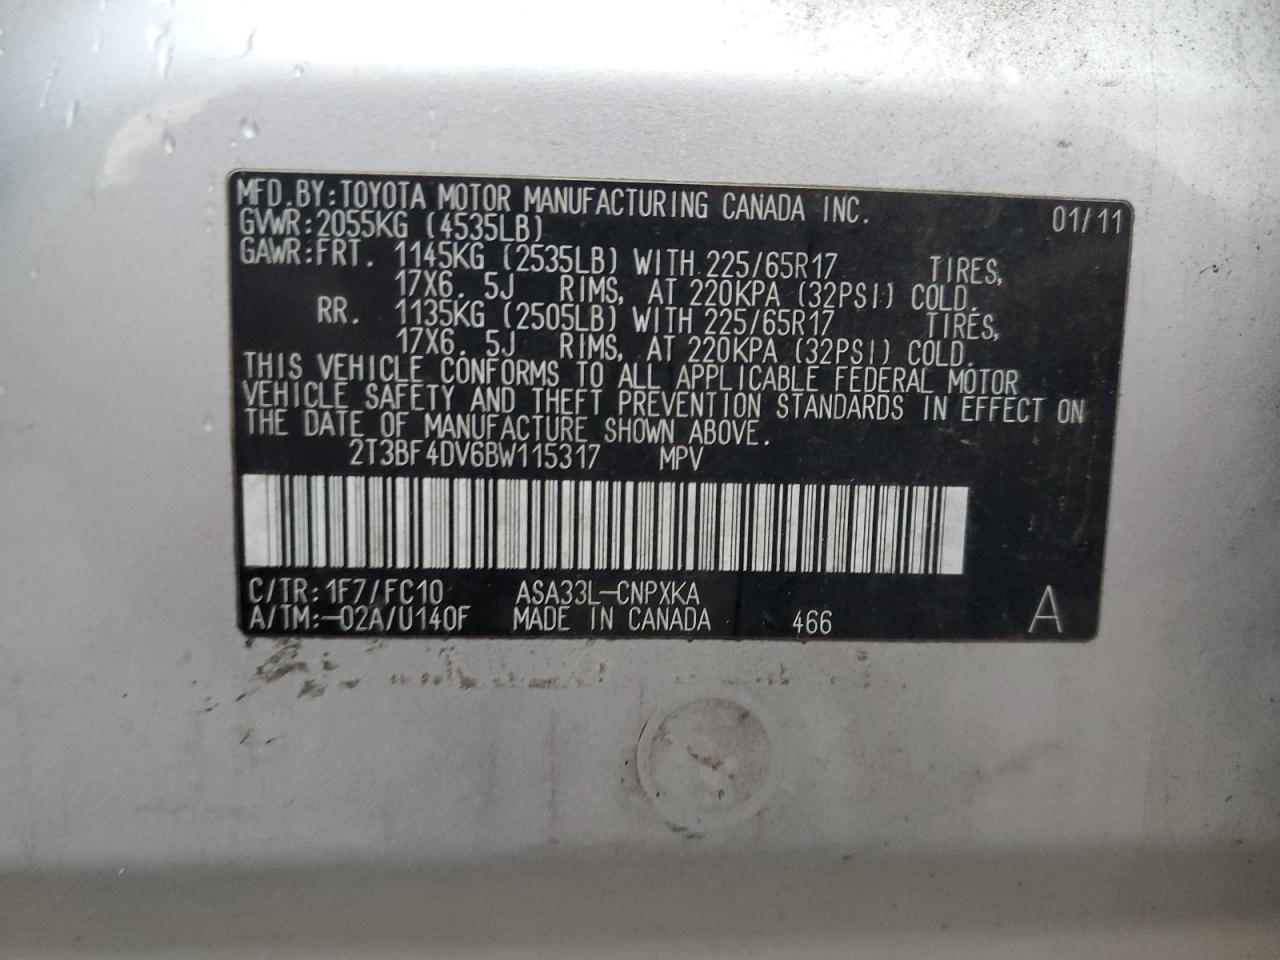 MFD.BY:TOYOTA MOTOR MANUFACTURING CANADA INC. 01/11
GVWR:2055KG (4535LB)
GAWR:FRT. 1145KG (2535LB) WITH 225/65R17 TIRES,
17X6.5J RIMS, AT 220KPA (32PSI) COLD.
RR. 1135KG (2505LB) WITH 225/65R17 TIRES,
17X6.5J RIMS, AT 220KPA (32PSI) COLD.
THIS VEHICLE CONFORMS TO ALL APPLICABLE FEDERAL MOTOR
VEHICLE SAFETY AND THEFT PREVENTION STANDARDS IN EFFECT ON
THE DATE OF MANUFACTURE SHOWN ABOVE.
2T3BF4DV6BW115317 MPV
C/TR:1F7/FC10 ASA33L-CNPXKA
A/TM:-02A/U140F MADE IN CANADA 466 A